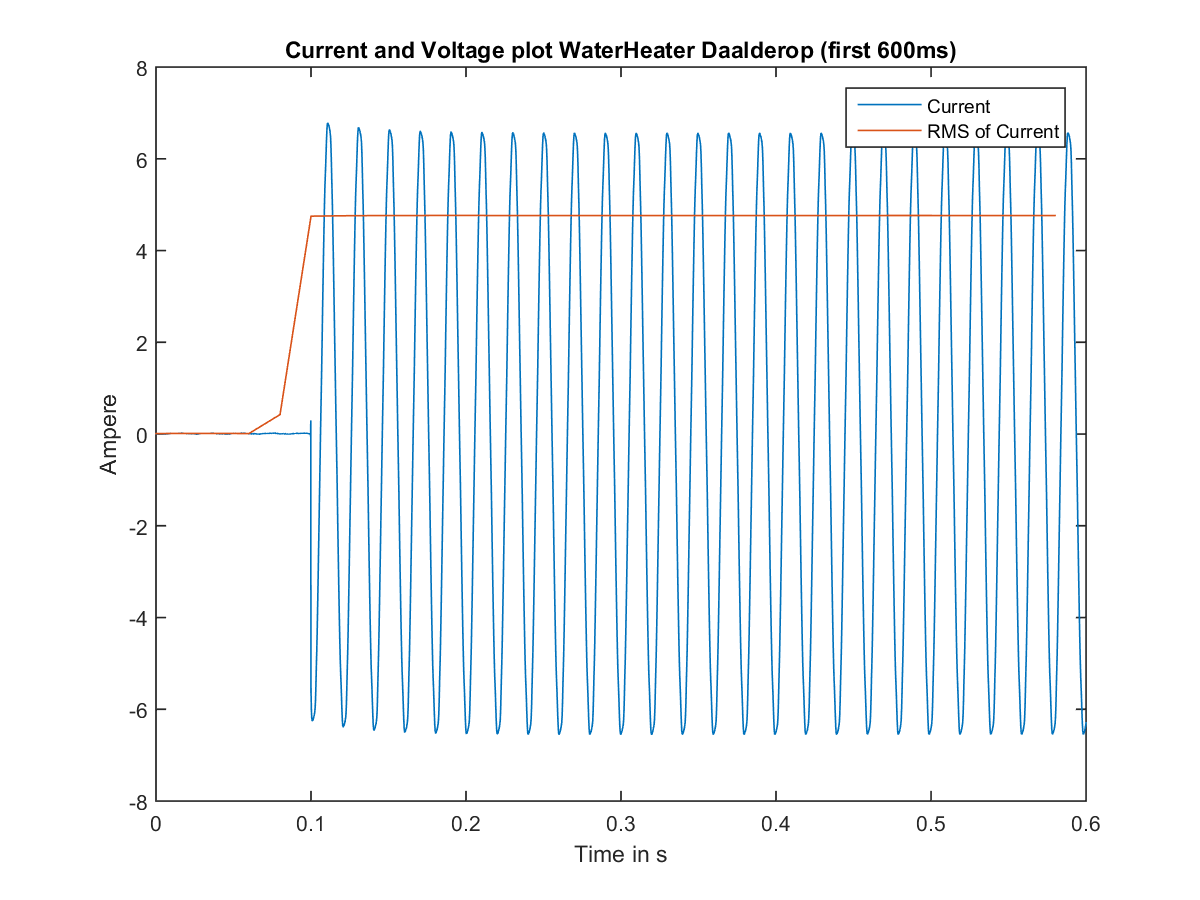 Current and Voltage plot WaterHeater Daalderop (first 600ms)
8
6
4
2
0
-2
-4
-6
-8
Ampere
Current
RMS of Current
0 0.1 0.2 0.3 0.4 0.5 0.6
Time in s